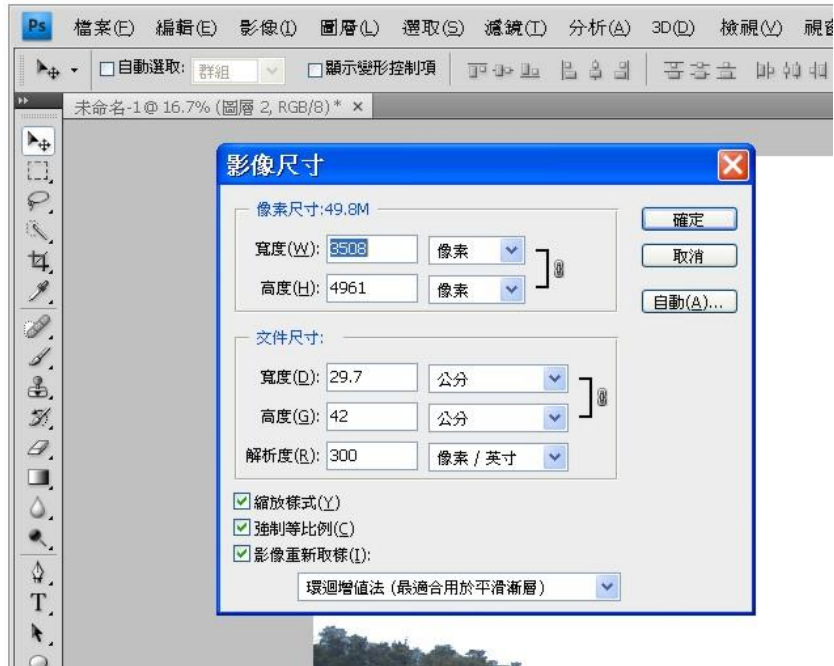 Ps 檔案(F) 編輯(E) 影像(I) 圖層(L) 選取(S) 濾鏡(T) 分析(A) 3D(D) 檢視(V) 視窗
自動選取: 群組 顯示變形控制項
未命名-1 @ 16.7% (圖層 2, RGB/8) * ×
影像尺寸
像素尺寸:49.8M
寬度(W): 3508 像素
高度(H): 4961 像素
文件尺寸:
寬度(D): 29.7 公分
高度(G): 42 公分
解析度(R): 300 像素 / 英寸
縮放樣式(Y)
強制等比例(C)
影像重新取樣(I):
環迴增值法 (最適合用於平滑漸層)
確定
取消
自動(A)...